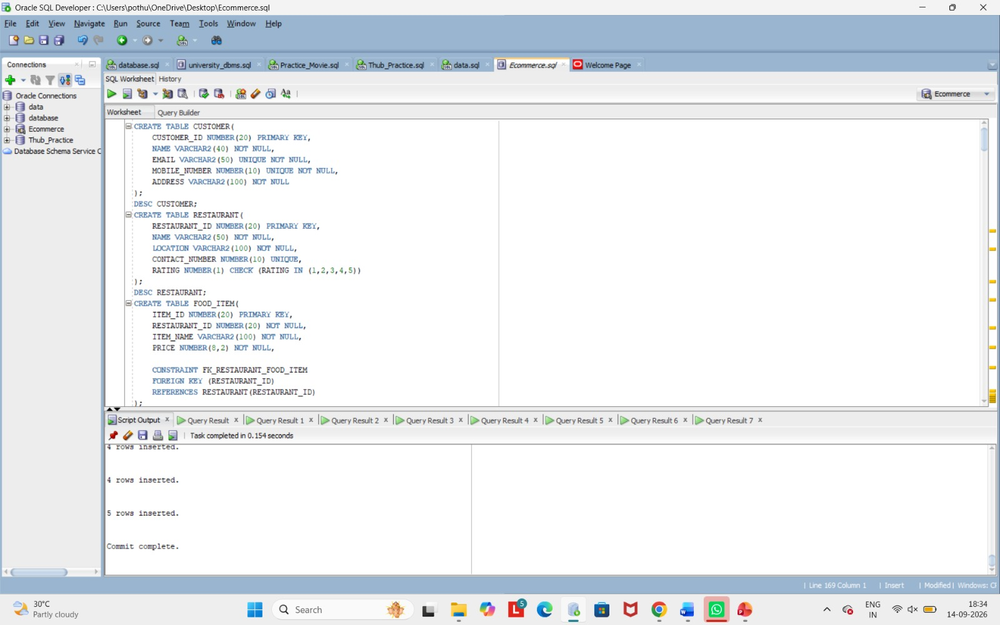 Oracle SQL Developer : C:\Users\pothu\OneDrive\Desktop\Ecommerce.sql
File Edit View Navigate Run Source Team Tools Window Help
Connections
database.sql university_dbms.sql Practice_Movie.sql Thub_Practice.sql data.sql Ecommerce.sql Welcome Page
SQL Worksheet History
Oracle Connections
data
database
Ecommerce
Thub_Practice
Database Schema Service C
Ecommerce
Worksheet Query Builder
CREATE TABLE CUSTOMER(
CUSTOMER_ID NUMBER(20) PRIMARY KEY,
NAME VARCHAR2(40) NOT NULL,
EMAIL VARCHAR2(50) UNIQUE NOT NULL,
MOBILE_NUMBER NUMBER(10) UNIQUE NOT NULL,
ADDRESS VARCHAR2(100) NOT NULL
);
DESC CUSTOMER;
CREATE TABLE RESTAURANT(
RESTAURANT_ID NUMBER(20) PRIMARY KEY,
NAME VARCHAR2(50) NOT NULL,
LOCATION VARCHAR2(100) NOT NULL,
CONTACT_NUMBER NUMBER(10) UNIQUE,
RATING NUMBER(1) CHECK (RATING IN (1,2,3,4,5))
);
DESC RESTAURANT;
CREATE TABLE FOOD_ITEM(
ITEM_ID NUMBER(20) PRIMARY KEY,
RESTAURANT_ID NUMBER(20) NOT NULL,
ITEM_NAME VARCHAR2(100) NOT NULL,
PRICE NUMBER(8,2) NOT NULL,
CONSTRAINT FK_RESTAURANT_FOOD_ITEM
FOREIGN KEY (RESTAURANT_ID)
REFERENCES RESTAURANT(RESTAURANT_ID)
);
Script Output Query Result Query Result 1 Query Result 2 Query Result 3 Query Result 4 Query Result 5 Query Result 6 Query Result 7
Task completed in 0.154 seconds
4 rows inserted.
4 rows inserted.
5 rows inserted.
Commit complete.
Line 169 Column 1 Insert Modified Windows: CF
30°C
Partly cloudy
Search
5
ENG
IN
18:34
14-09-2026